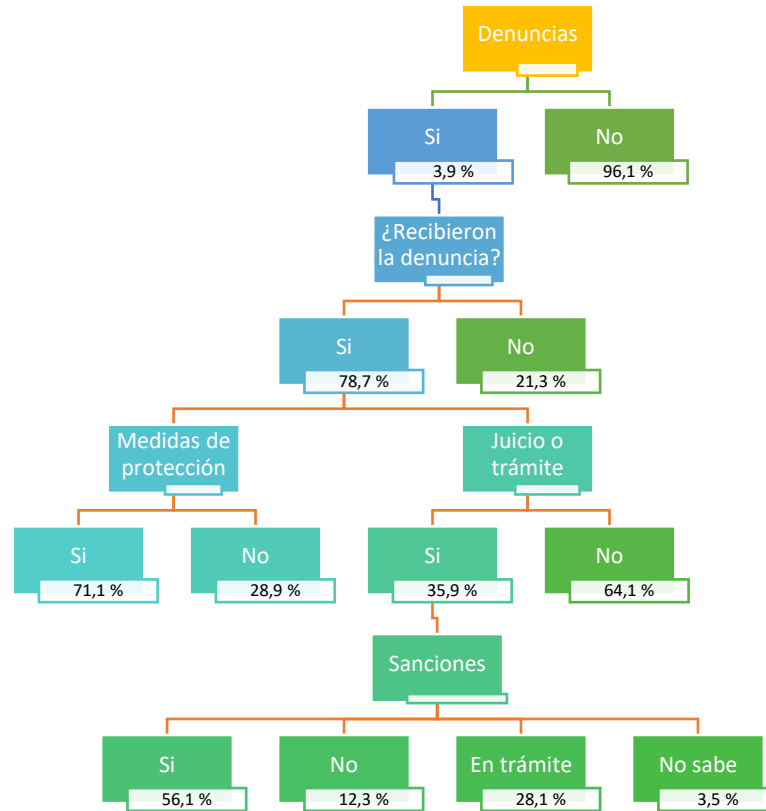 Denuncias
Si
No
3,9 %
96,1 %
¿Recibieron
la denuncia?
Si
No
78,7 %
21,3 %
Medidas de
protección
Juicio o
trámite
Si
No
Si
No
71,1 %
28,9 %
35,9 %
64,1 %
Sanciones
Si
No
En trámite
No sabe
56,1 %
12,3 %
28,1 %
3,5 %